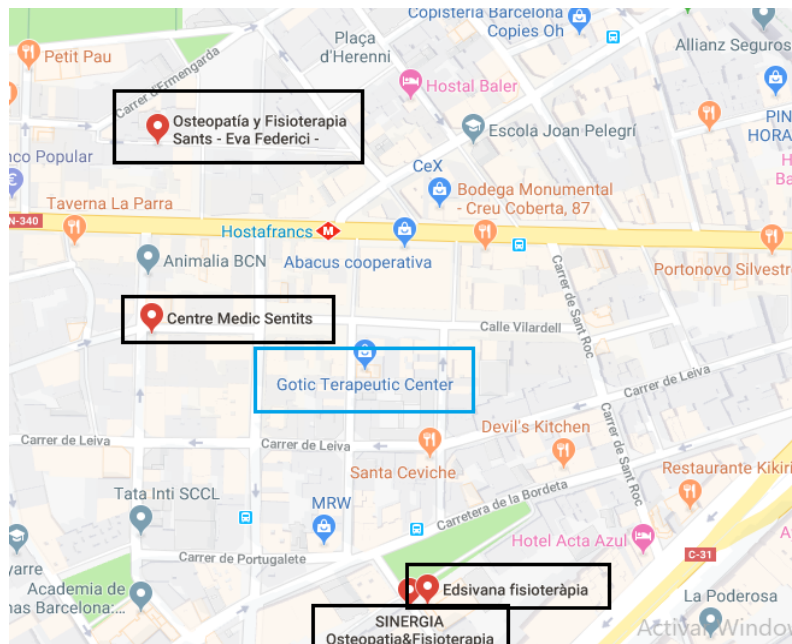 Copisteria Barcelona
Copies Oh
Plaça
d'Herenni
Allianz Seguros
Petit Pau
Hostal Baler
Carrer d'Ermengarda
Osteopatía y Fisioterapia
Sants - Eva Federici -
Escola Joan Pelegrí
PIN
HORA
nco Popular
H
Ba
CeX
Bodega Monumental
- Creu Coberta, 87
Taverna La Parra
N-340
Hostafrancs
M
Abacus cooperativa
Animalia BCN
Portonovo Silvestre
Carrer de Sant Roc
Centre Medic Sentits
Calle Vilardell
Gotic Terapeutic Center
Carrer de Leiva
Devil's Kitchen
Carrer de Leiva
Carrer de Leiva
Santa Ceviche
Carrer de Sant Roc
Restaurante Kikiri
Tata Inti SCCL
MRW
Carretera de la Bordeta
Hotel Acta Azul
A
C-31
yarre
Carrer de Portugalete
Academia de
nas Barcelona:...
Edsivana fisioteràpia
La Poderosa
SINERGIA
Osteopatia&Fisioterapia
Activar Window